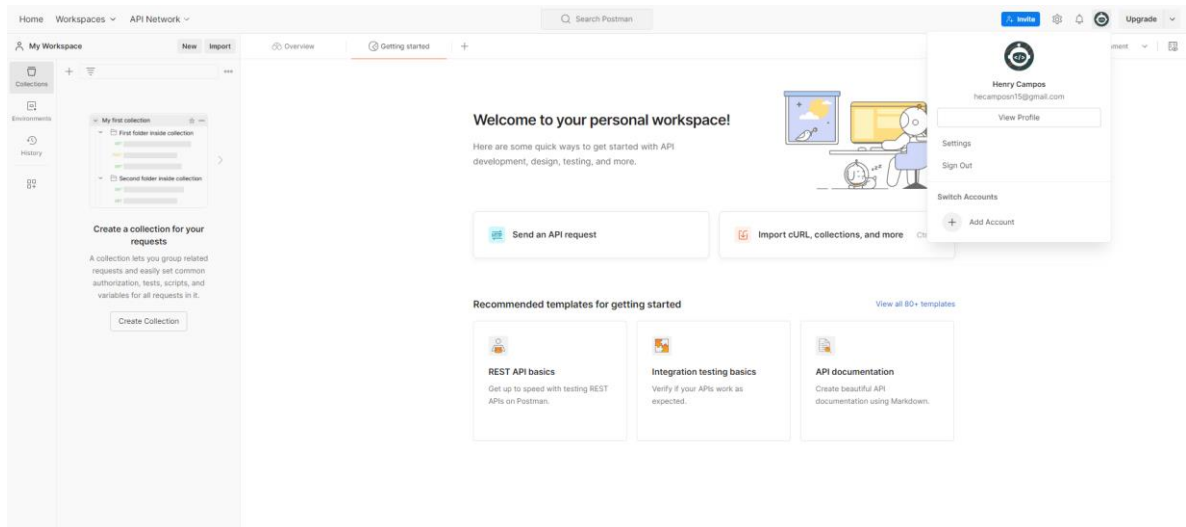 Home Workspaces API Network Search Postman Invite Upgrade
My Workspace New Import Overview Getting started
Collections
Environments
History
My first collection
First folder inside collection
Second folder inside collection
Create a collection for your
requests
A collection lets you group related
requests and easily set common
authorization, tests, scripts, and
variables for all requests in it.
Create Collection
Welcome to your personal workspace!
Here are some quick ways to get started with API
development, design, testing, and more.
Send an API request
Import cURL, collections, and more
Recommended templates for getting started
View all 80+ templates
REST API basics
Get up to speed with testing REST
APIs on Postman.
Integration testing basics
Verify if your APIs work as
expected.
API documentation
Create beautiful API
documentation using Markdown.
Henry Campos
hecamposn15@gmail.com
View Profile
Settings
Sign Out
Switch Accounts
Add Account